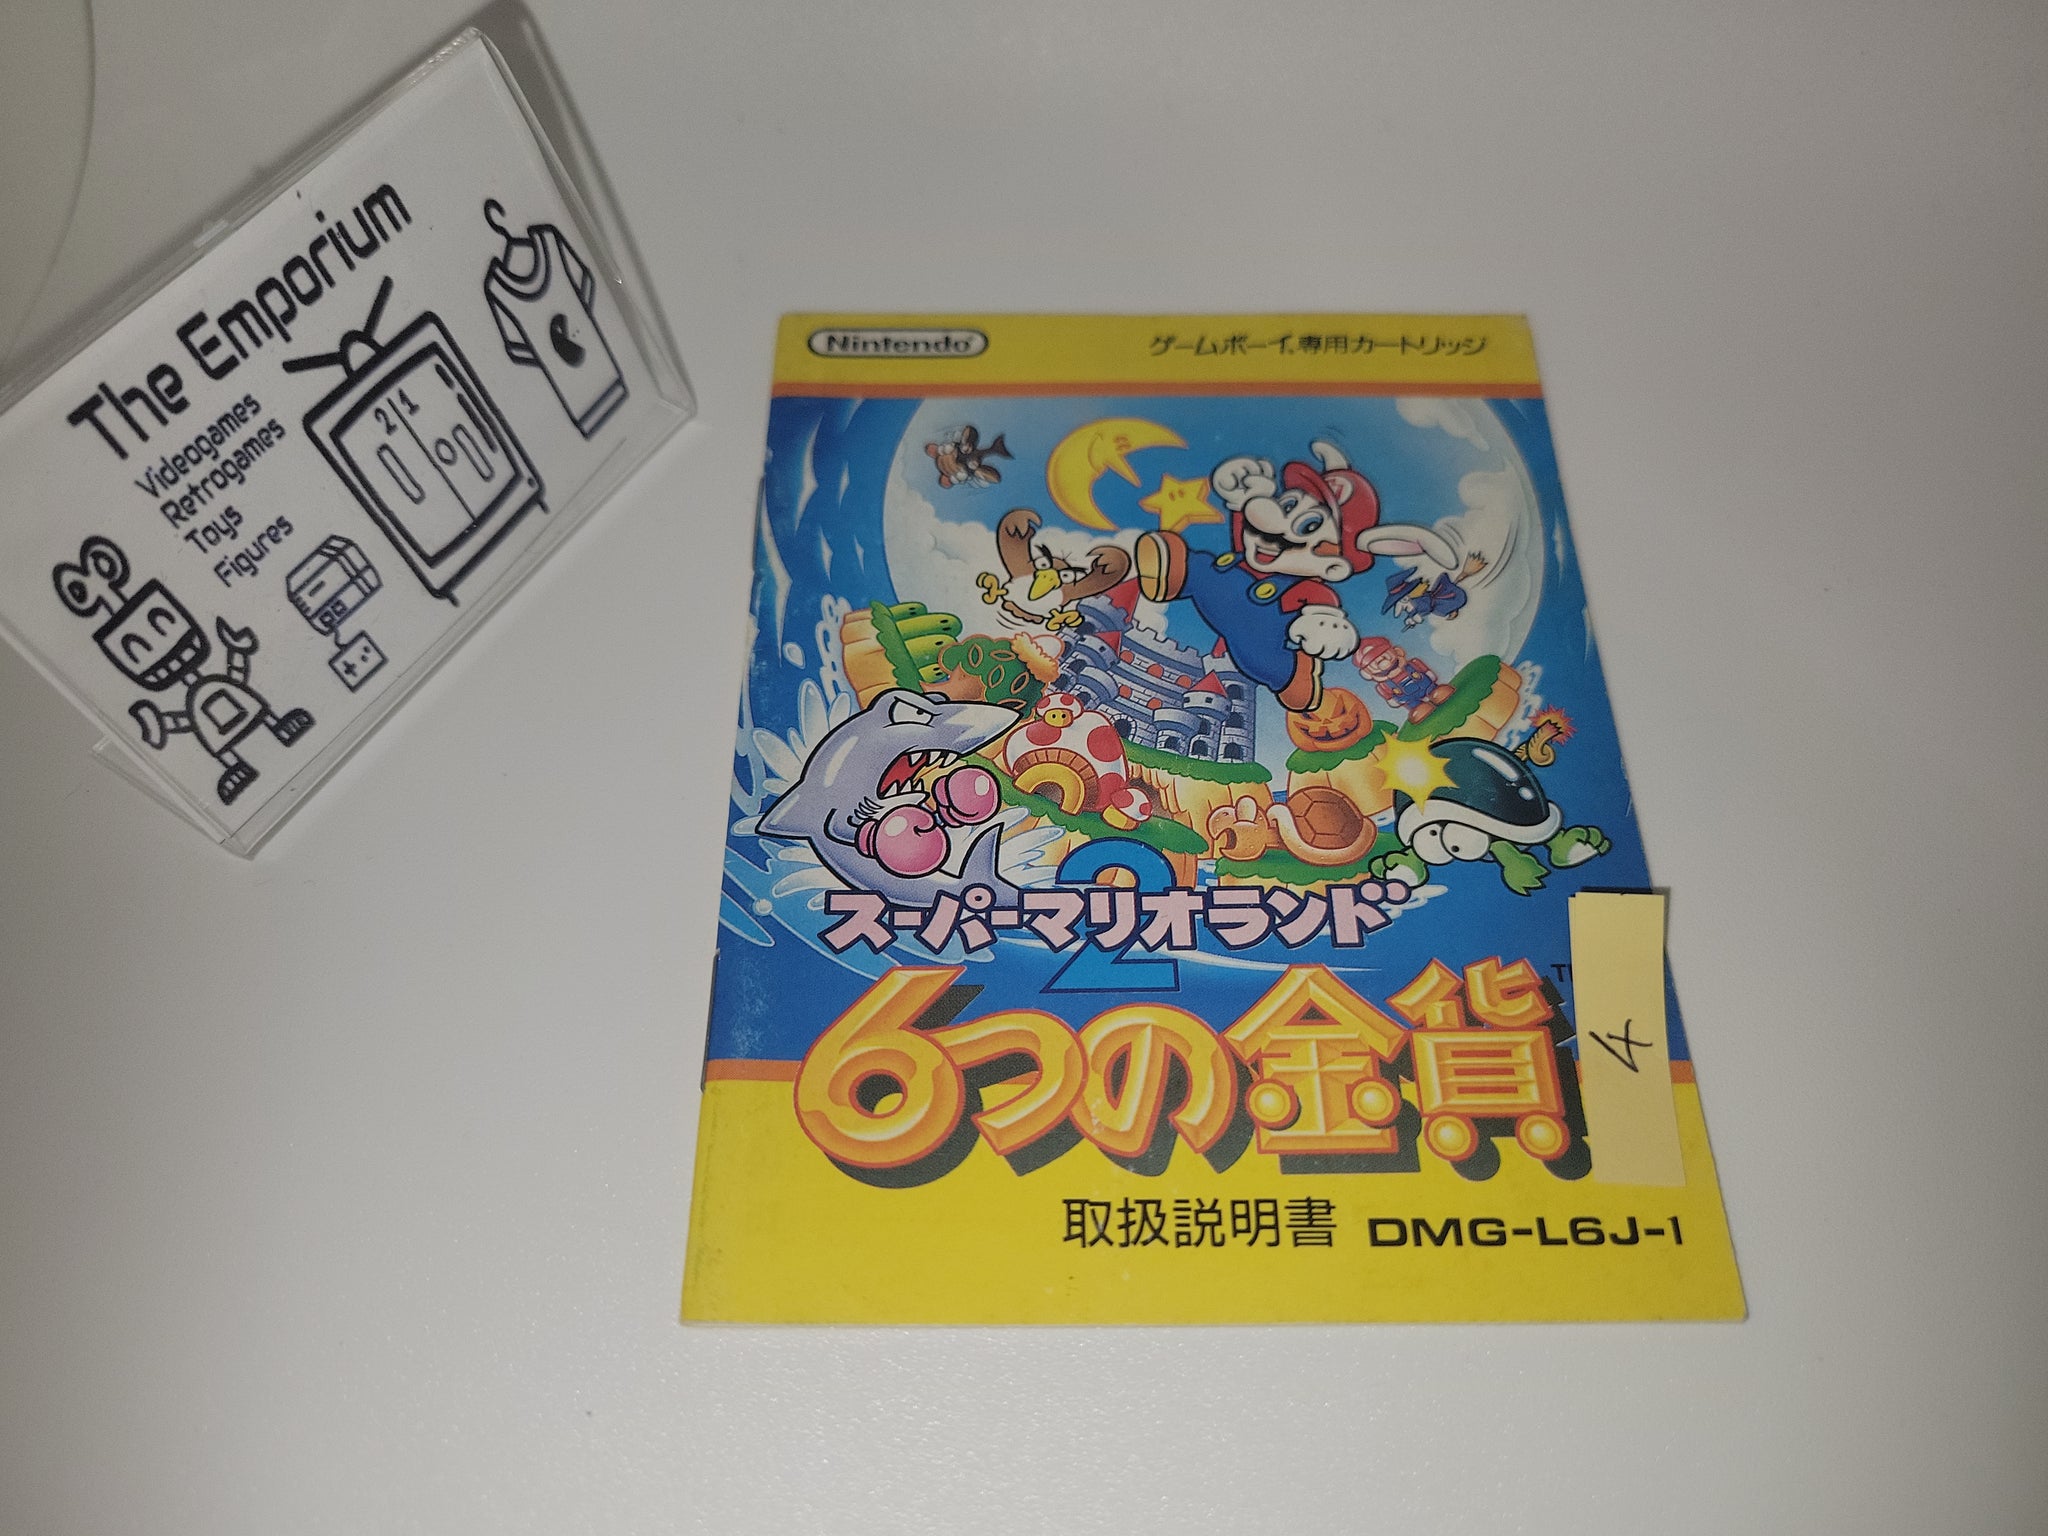 The Emporium
Videogames
Retrogames
Toys
Figures
21
Nintendo
ゲームボーイ専用カートリッジ
M
スーパーマリオランド
2
6つの金貨
4
取扱説明書 DMG-L6J-1